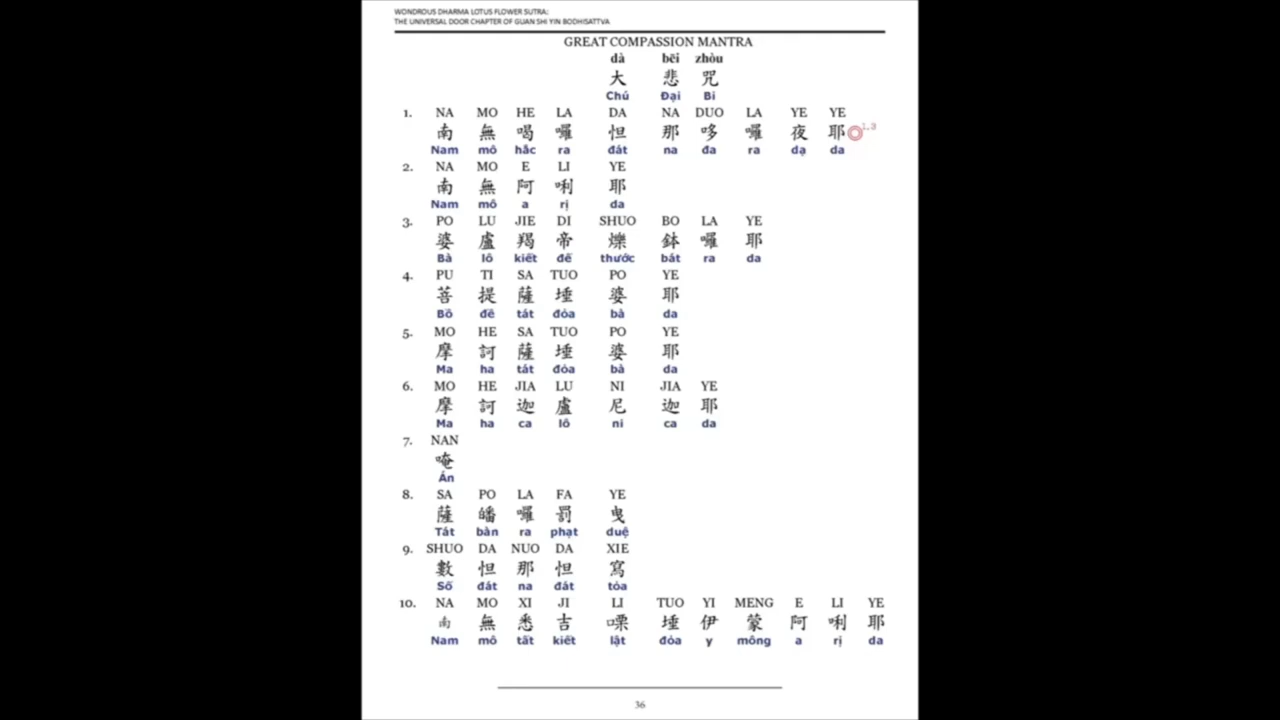 WONDROUS DHARMA LOTUS FLOWER SUTRA;
THE UNIVERSAL DOOR CHAPTER OF GUAN SHI YIN BODHISATTVA
GREAT COMPASSION MANTRA
dà bēi zhòu
大 悲 咒
Chú Đại Bi
1. NA MO HE LA DA NA DUO LA YE YE
南 無 喝 囉 怛 那 哆 囉 夜 耶 1,3
Nam mô hắc ra đát na đa ra dạ da
2. NA MO E LI YE
南 無 阿 唎 耶
Nam mô a rị da
3. PO LU JIE DI SHUO BO LA YE
婆 盧 羯 帝 爍 鉢 囉 耶
Bà lô kiết đế thước bát ra da
4. PU TI SA TUO PO YE
菩 提 薩 埵 婆 耶
Bồ đề tát đỏa bà da
5. MO HE SA TUO PO YE
摩 訶 薩 埵 婆 耶
Ma ha tát đỏa bà da
6. MO HE JIA LU NI JIA YE
摩 訶 迦 盧 尼 迦 耶
Ma ha ca lô ni ca da
7. NAN
唵
Án
8. SA PO LA FA YE
薩 皤 囉 罰 曳
Tát bàn ra phạt duệ
9. SHUO DA NUO DA XIE
數 怛 那 怛 寫
Số đát na đát tỏa
10. NA MO XI JI LI TUO YI MENG E LI YE
南 無 悉 吉 嘌 埵 伊 蒙 阿 唎 耶
Nam mô tất kiết lật đỏa y mông a rị da
36